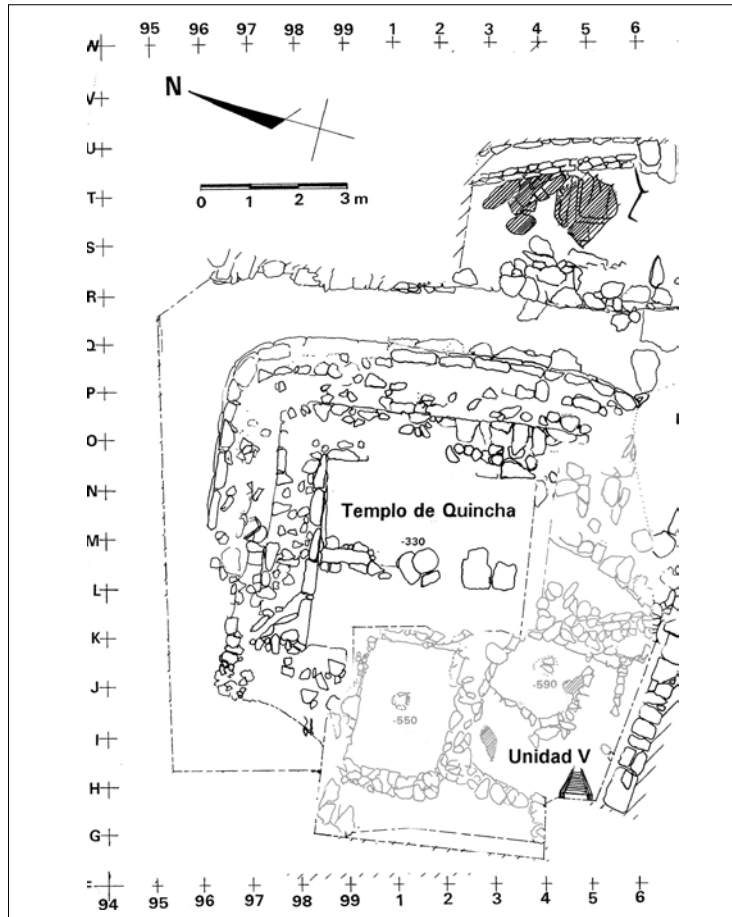 95 96 97 98 99 1 2 3 4 5 6
W
V
N
U
T
0 1 2 3 m
S
R
Q
P
O
N
Templo de Quincha
M
-330
L
K
J
-590
-550
I
Unidad V
H
G
94 95 96 97 98 99 1 2 3 4 5 6